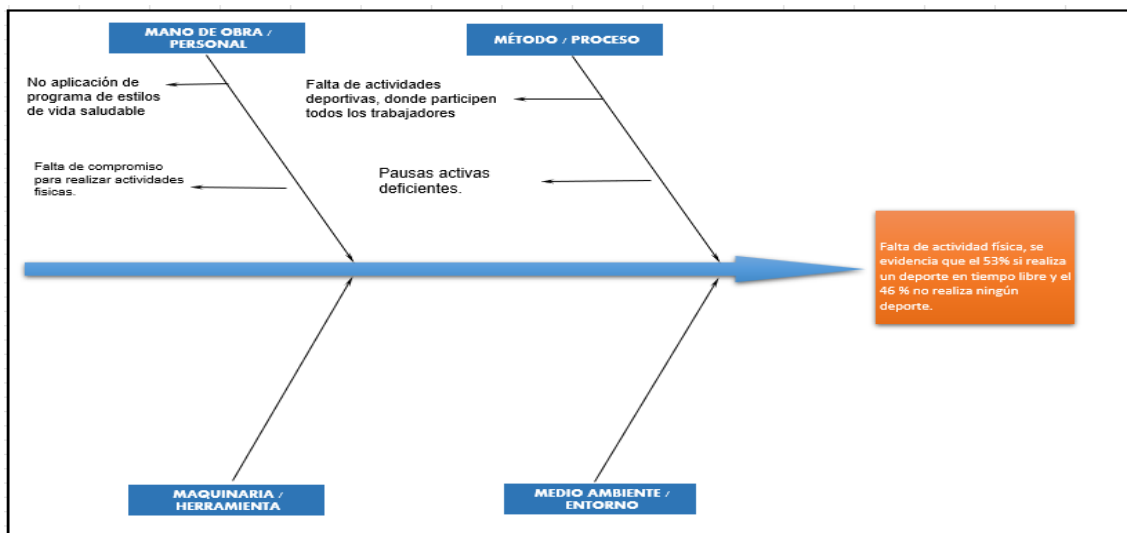 MANO DE OBRA /
PERSONAL
MÉTODO / PROCESO
No aplicación de
programa de estilos
de vida saludable
Falta de actividades
deportivas, donde participen
todos los trabajadores
Falta de compromiso
para realizar actividades
fisicas.
Pausas activas
deficientes.
Falta de actividad física, se
evidencia que el 53% si realiza
un deporte en tiempo libre y el
46 % no realiza ningún
deporte.
MAQUINARIA /
HERRAMIENTA
MEDIO AMBIENTE /
ENTORNO